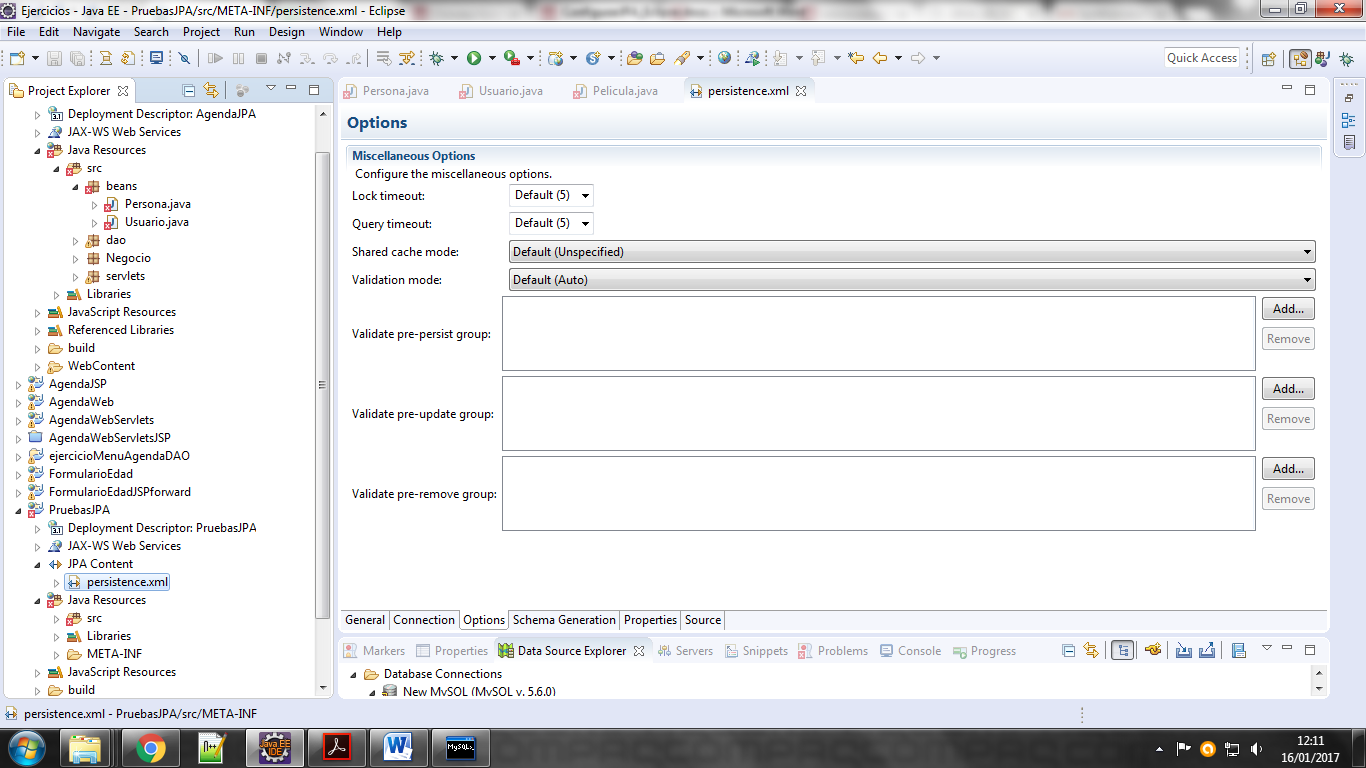 Ejercicios - Java EE - PruebasJPA/src/META-INF/persistence.xml - Eclipse
File Edit Navigate Search Project Run Design Window Help
Quick Access
Project Explorer
Deployment Descriptor: AgendaJPA
JAX-WS Web Services
Java Resources
src
beans
Persona.java
Usuario.java
dao
Negocio
servlets
Libraries
JavaScript Resources
Referenced Libraries
build
WebContent
AgendaJSP
AgendaWeb
AgendaWebServlets
AgendaWebServletsJSP
ejercicioMenuAgendaDAO
FormularioEdad
FormularioEdadJSPforward
PruebasJPA
Deployment Descriptor: PruebasJPA
JAX-WS Web Services
JPA Content
persistence.xml
Java Resources
src
Libraries
META-INF
JavaScript Resources
build
Persona.java Usuario.java Pelicula.java persistence.xml
Options
Miscellaneous Options
Configure the miscellaneous options.
Lock timeout: Default (5)
Query timeout: Default (5)
Shared cache mode: Default (Unspecified)
Validation mode: Default (Auto)
Validate pre-persist group: Add...
Remove
Validate pre-update group: Add...
Remove
Validate pre-remove group: Add...
Remove
General Connection Options Schema Generation Properties Source
Markers Properties Data Source Explorer Servers Snippets Problems Console Progress
Database Connections
New MySQL (MySQL v. 5.6.0)
persistence.xml - PruebasJPA/src/META-INF
12:11
16/01/2017